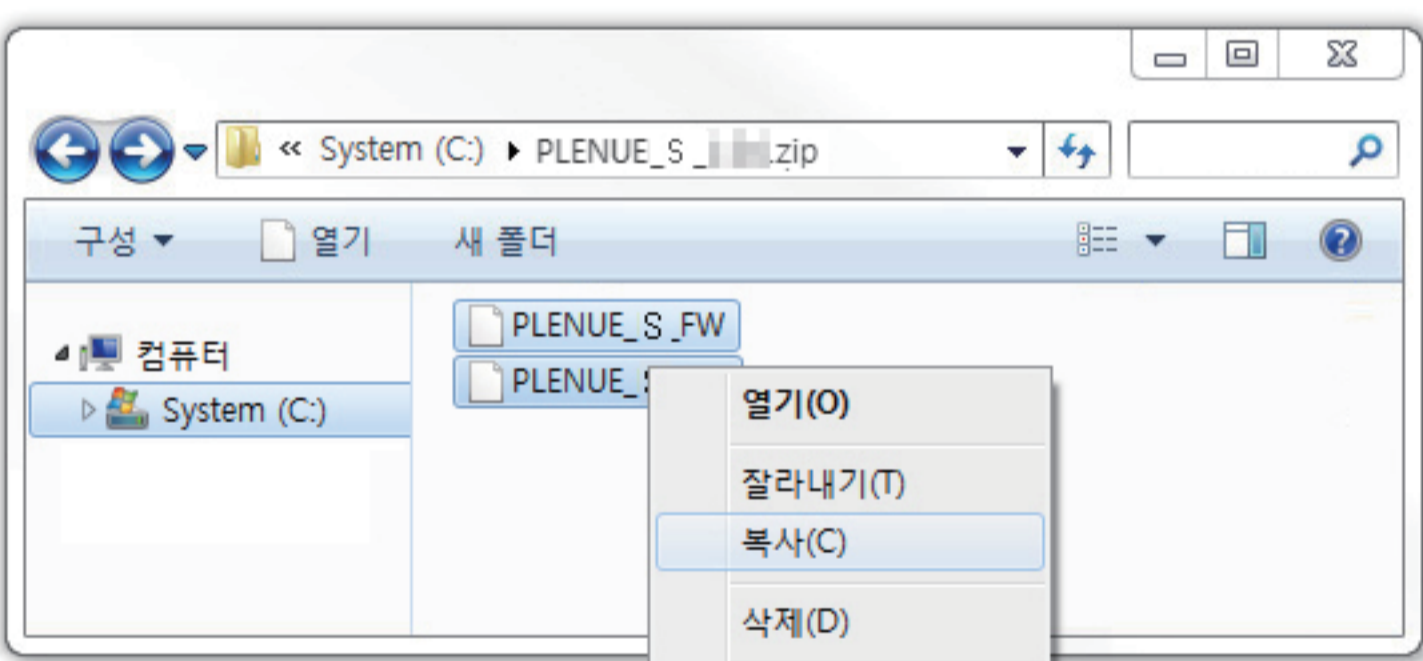 « System (C:) ▸ PLENUE_S_ .zip
구성 열기 새 폴더
컴퓨터
System (C:)
PLENUE_S_FW
PLENUE_
열기(O)
잘라내기(T)
복사(C)
삭제(D)